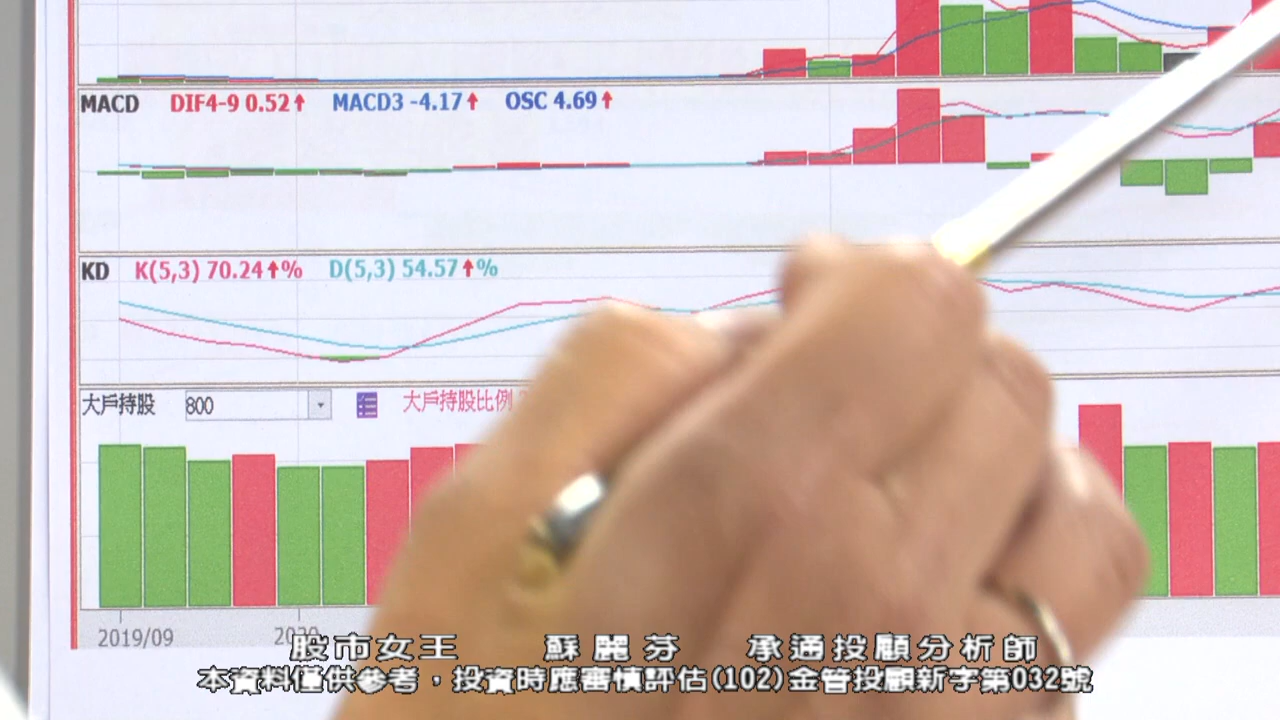 MACD DIF4-9 0.52↑ MACD3 -4.17↑ OSC 4.69↑
KD K(5,3) 70.24↑% D(5,3) 54.57↑%
大戶持股 800 大戶持股比例
2019/09
股市女王 蘇麗芬 承通投顧分析師
本資料僅供參考，投資時應審慎評估(102)金管投顧新字第032號